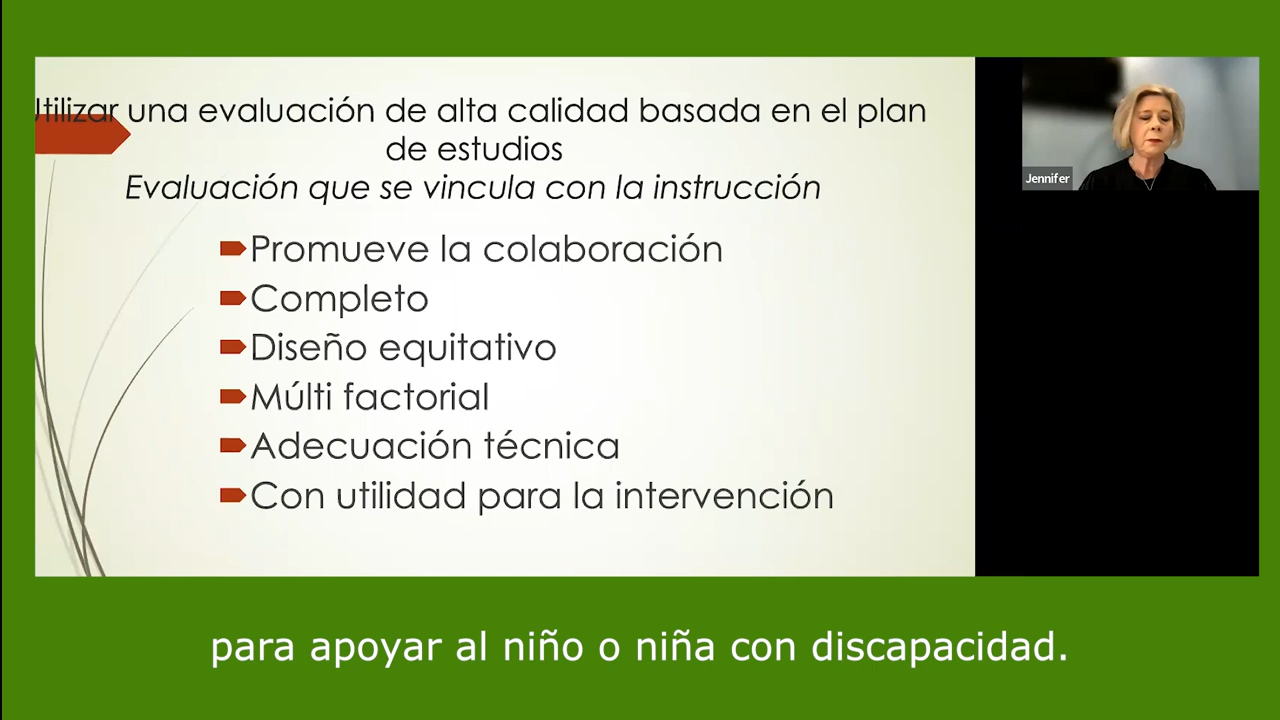 Utilizar una evaluación de alta calidad basada en el plan
de estudios
Evaluación que se vincula con la instrucción
Promueve la colaboración
Completo
Diseño equitativo
Múlti factorial
Adecuación técnica
Con utilidad para la intervención
Jennifer
para apoyar al niño o niña con discapacidad.